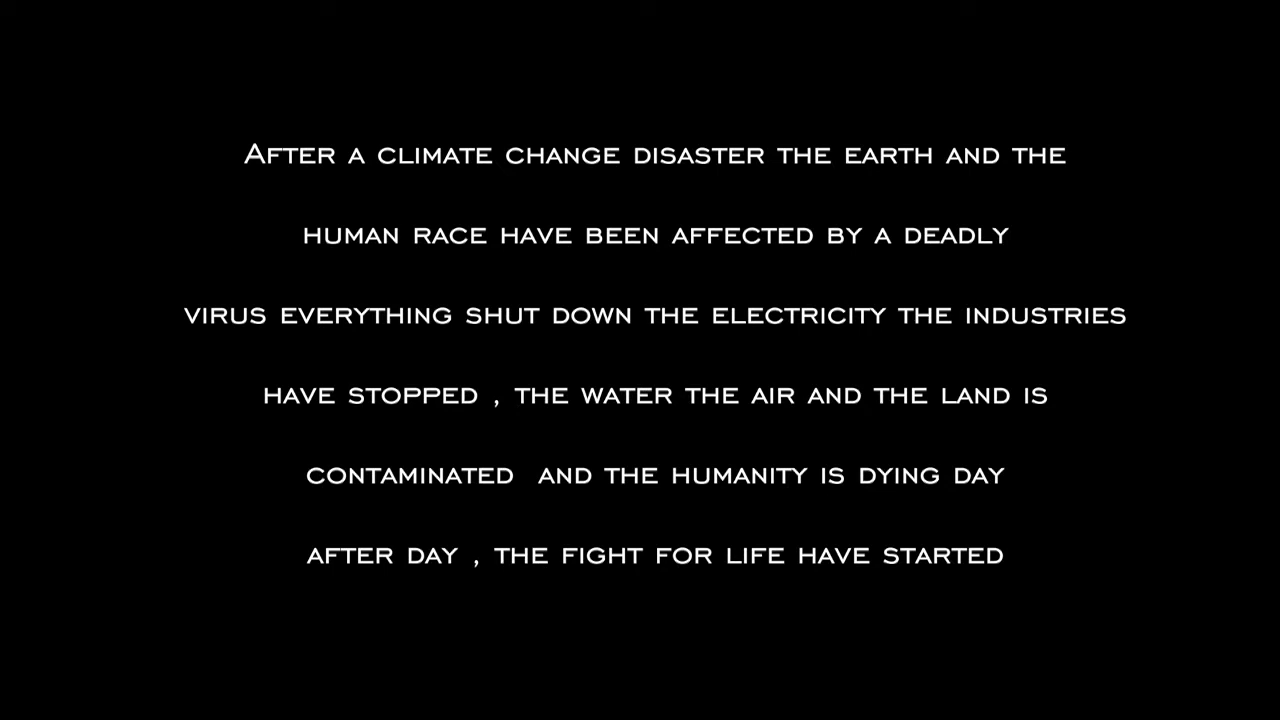 After a climate change disaster the earth and the
human race have been affected by a deadly
virus everything shut down the electricity the industries
have stopped , the water the air and the land is
contaminated  and the humanity is dying day
after day , the fight for life have started